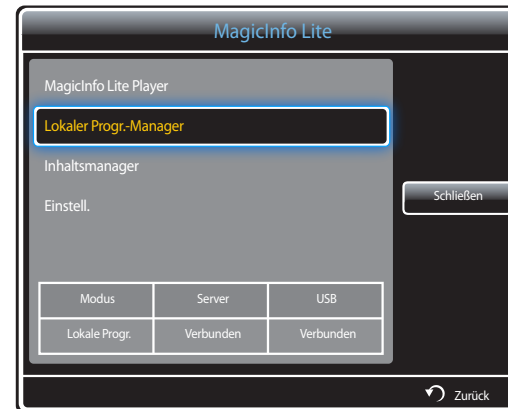 MagicInfo Lite
MagicInfo Lite Player
Lokaler Progr.-Manager
Inhaltsmanager
Einstell.
Schließen
Modus Server USB
Lokale Progr. Verbunden Verbunden
Zurück